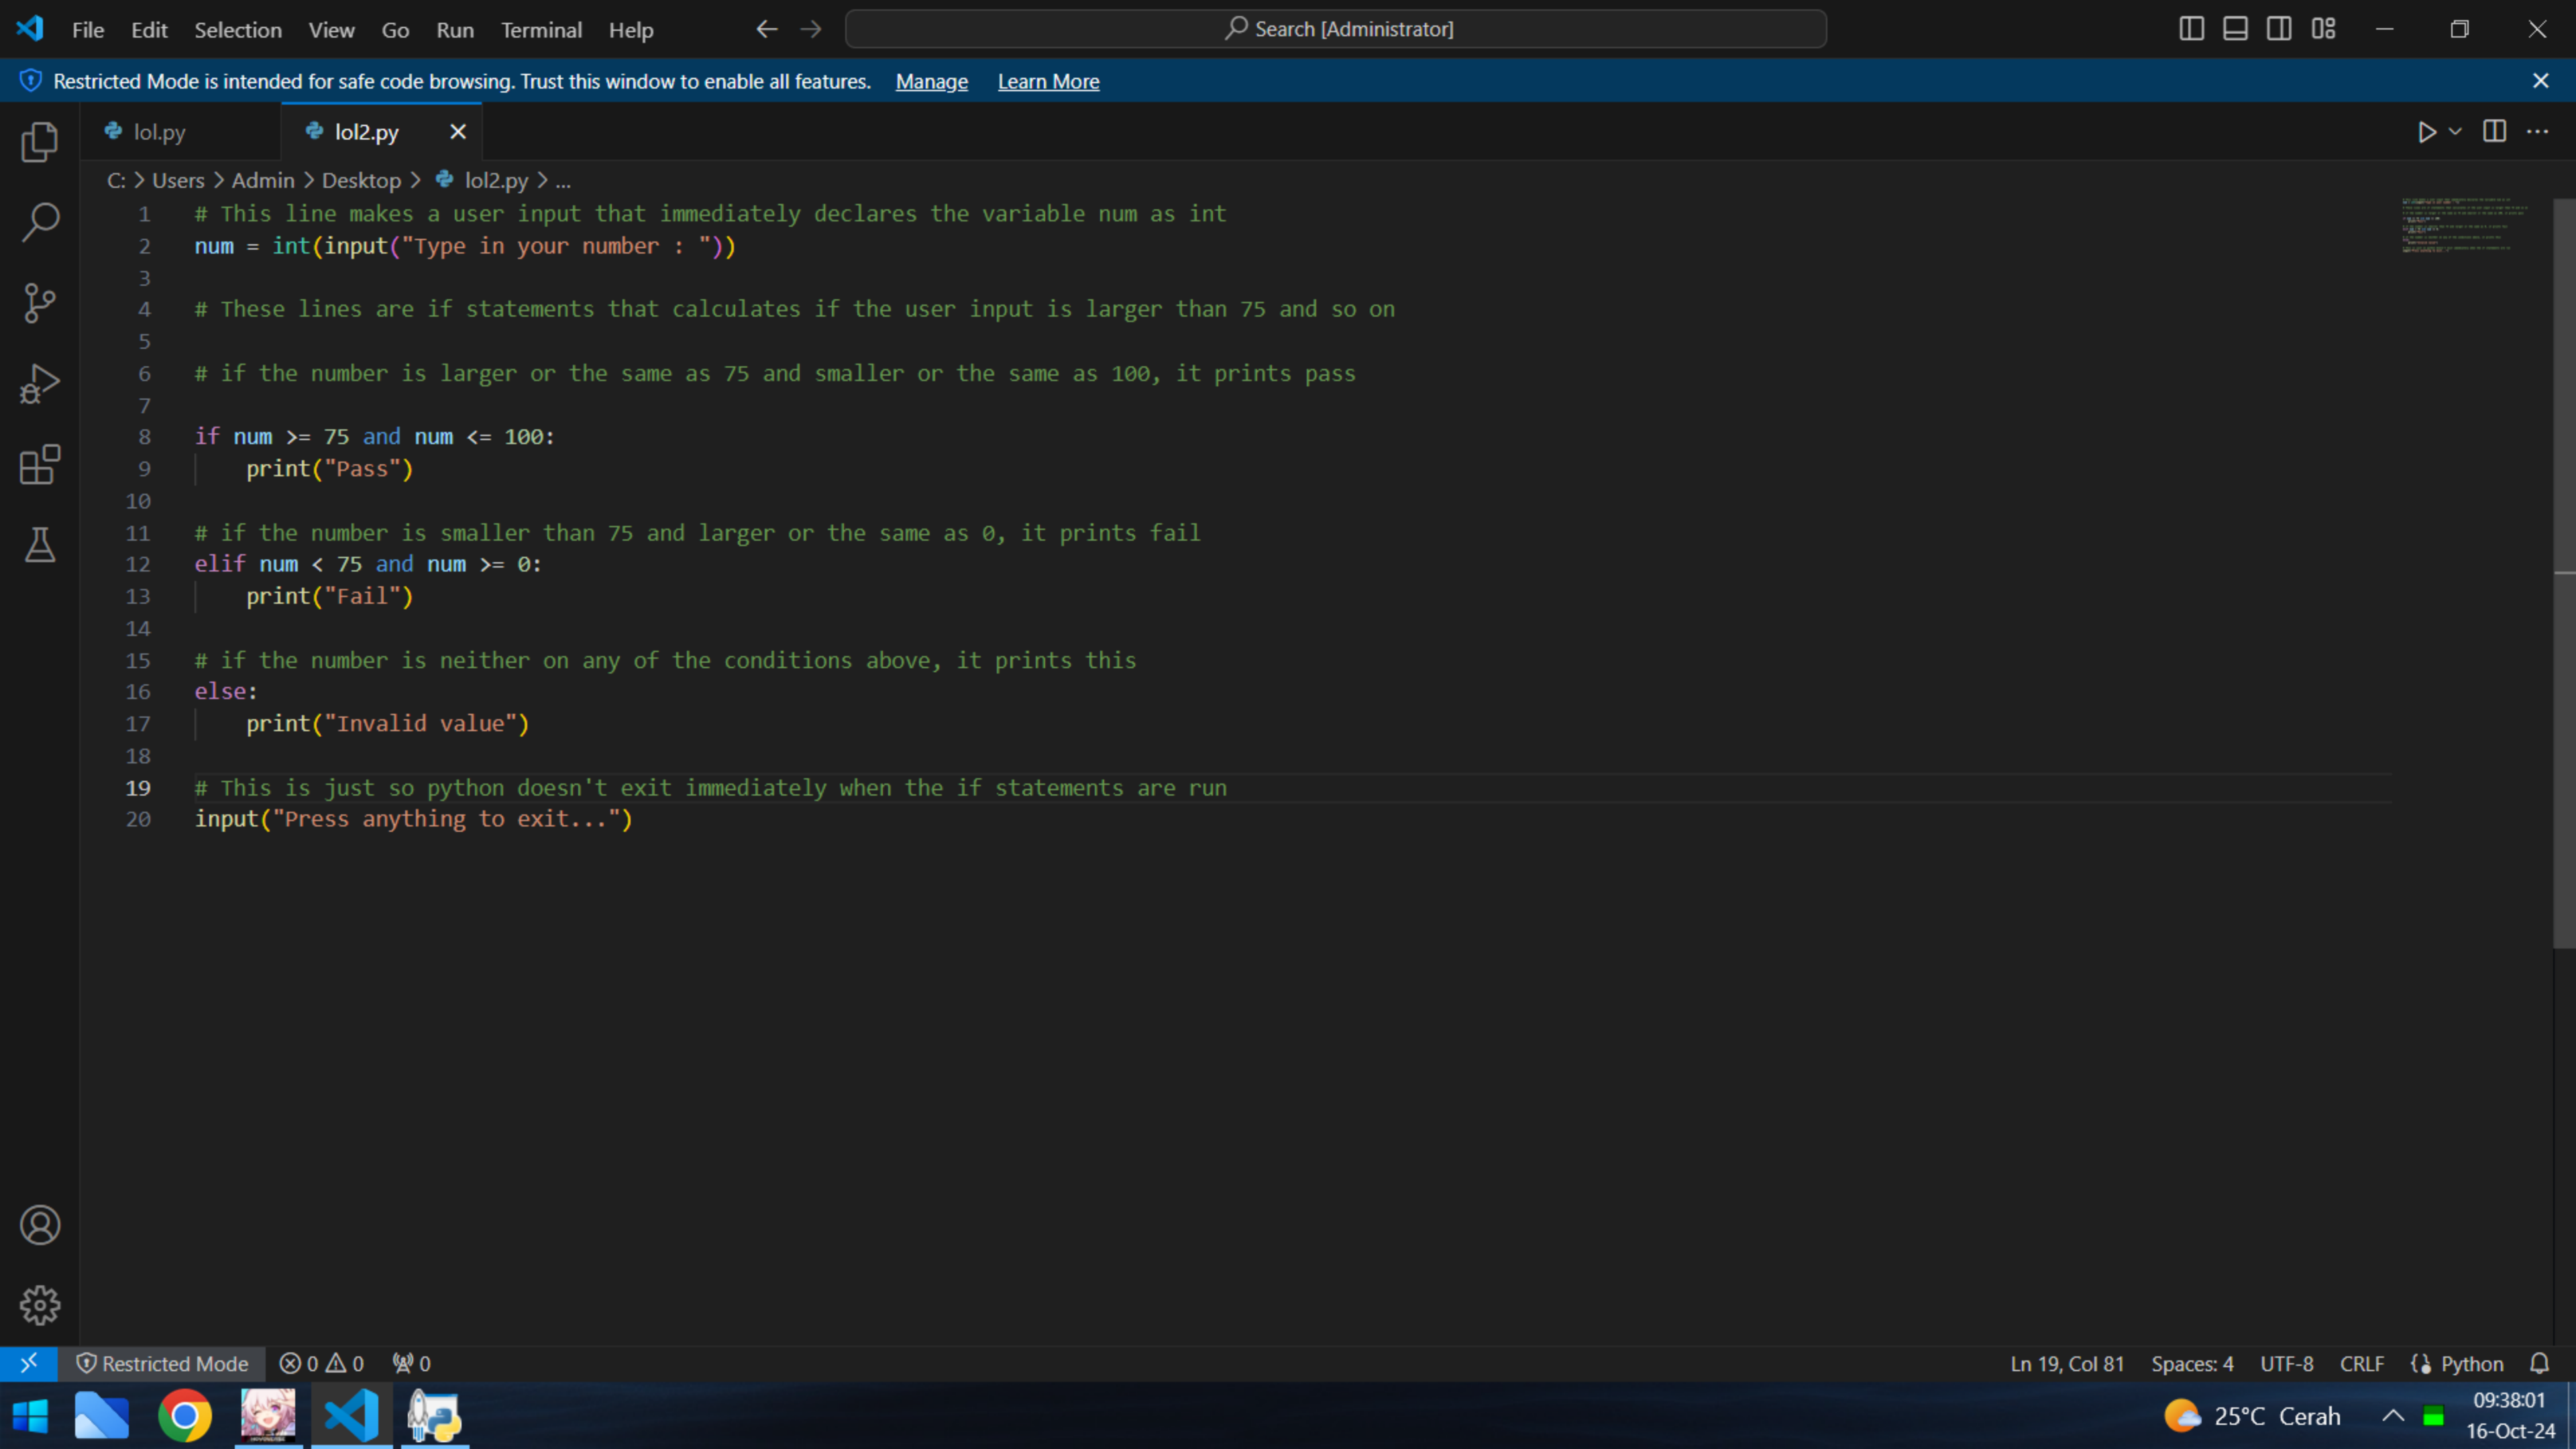 File Edit Selection View Go Run Terminal Help Search [Administrator]
Restricted Mode is intended for safe code browsing. Trust this window to enable all features. Manage Learn More
lol.py lol2.py
C: > Users > Admin > Desktop > lol2.py > ...
1 # This line makes a user input that immediately declares the variable num as int
2 num = int(input("Type in your number : "))
3
4 # These lines are if statements that calculates if the user input is larger than 75 and so on
5
6 # if the number is larger or the same as 75 and smaller or the same as 100, it prints pass
7
8 if num >= 75 and num <= 100:
9 print("Pass")
10
11 # if the number is smaller than 75 and larger or the same as 0, it prints fail
12 elif num < 75 and num >= 0:
13 print("Fail")
14
15 # if the number is neither on any of the conditions above, it prints this
16 else:
17 print("Invalid value")
18
19 # This is just so python doesn't exit immediately when the if statements are run
20 input("Press anything to exit...")
Restricted Mode 0 0 0 Ln 19, Col 81 Spaces: 4 UTF-8 CRLF Python
25°C Cerah 09:38:01
16-Oct-24